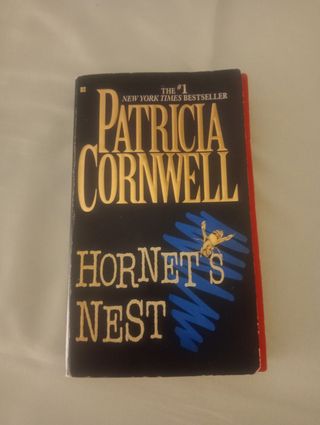 THE #1
NEW YORK TIMES BESTSELLER
PATRICIA
CORNWELL
HORNET'S
NEST